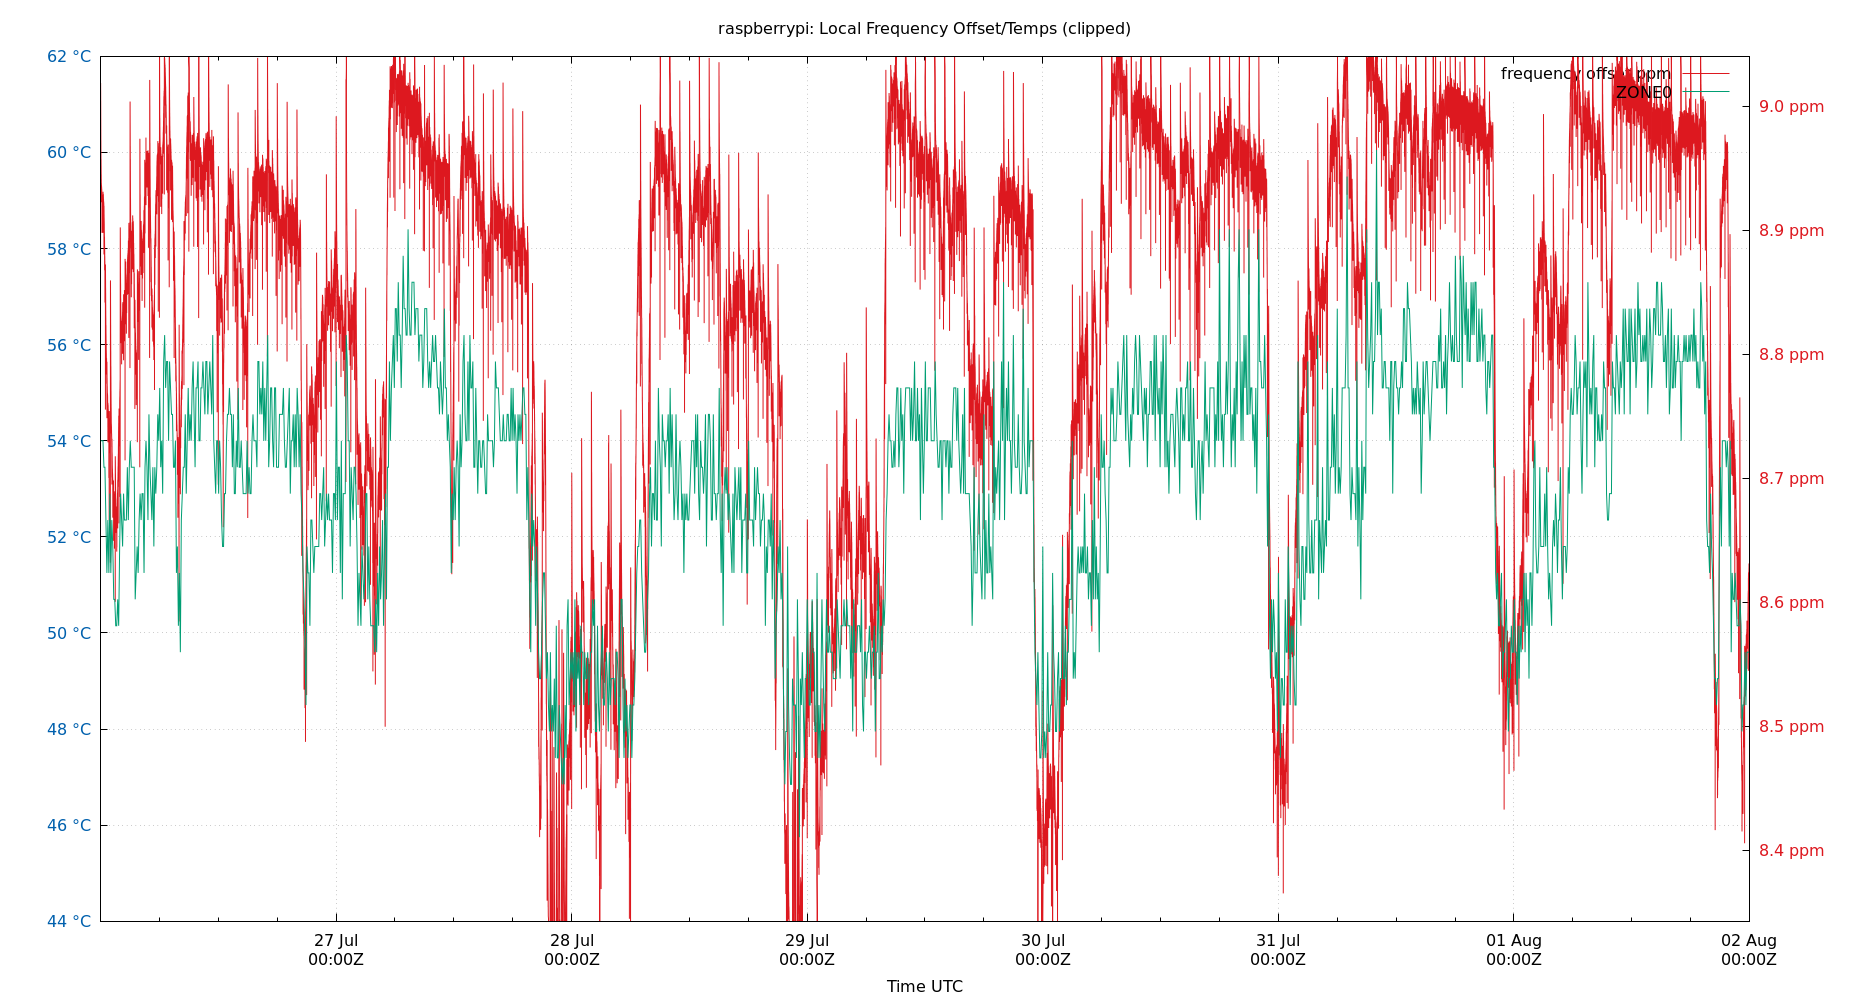 raspberrypi: Local Frequency Offset/Temps (clipped)
62 °C
60 °C
58 °C
56 °C
54 °C
52 °C
50 °C
48 °C
46 °C
44 °C
frequency offset ppm
ZONE0
9.0 ppm
8.9 ppm
8.8 ppm
8.7 ppm
8.6 ppm
8.5 ppm
8.4 ppm
27 Jul 28 Jul 29 Jul 30 Jul 31 Jul 01 Aug 02 Aug
00:00Z 00:00Z 00:00Z 00:00Z 00:00Z 00:00Z 00:00Z
Time UTC